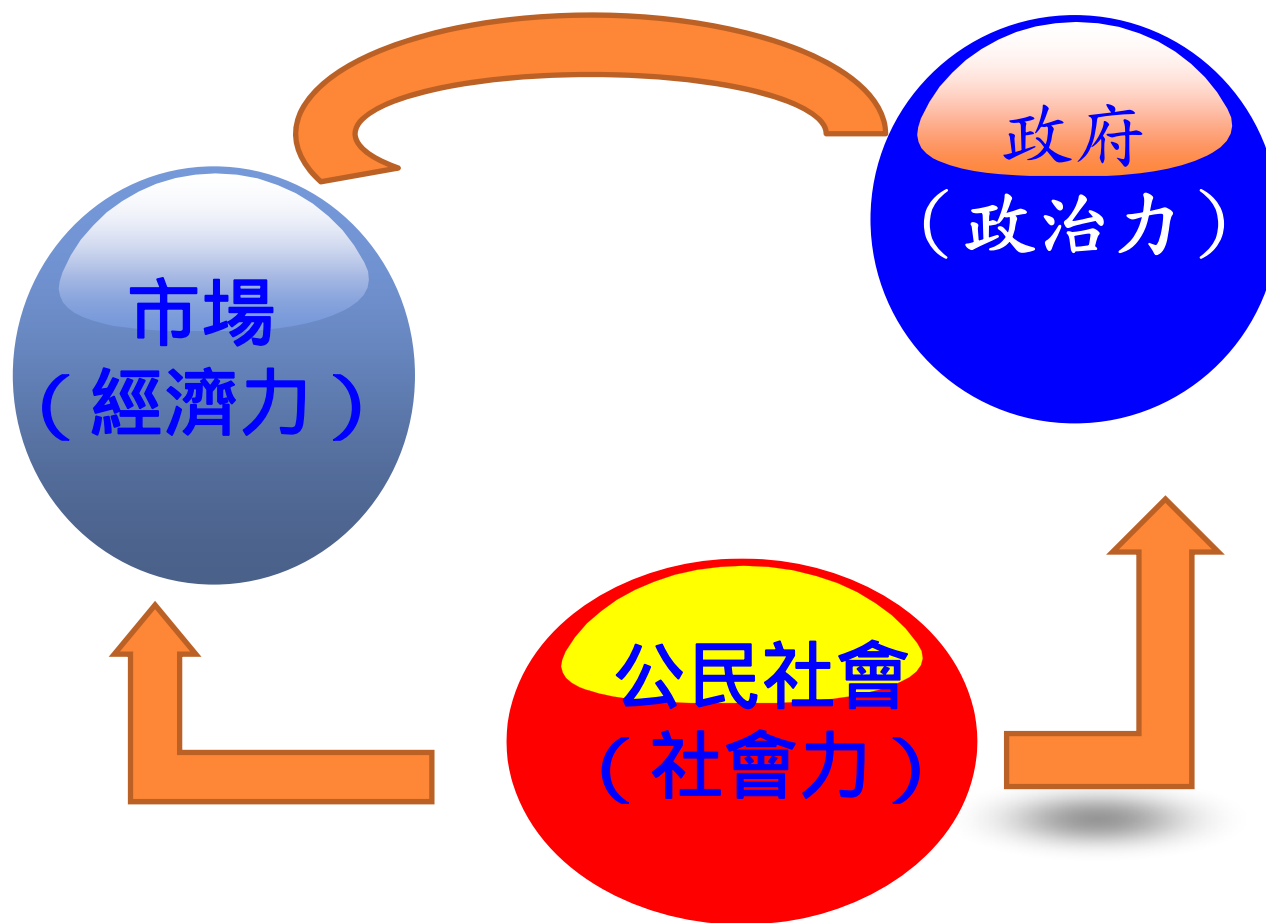 政府
（政治力）
市場
（經濟力）
公民社會
（社會力）